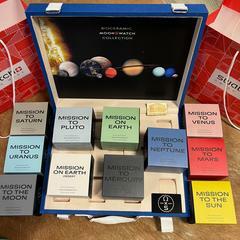 BIOCERAMIC
MOONSWATCH
COLLECTION
MISSION
TO
SATURN
MISSION
TO
PLUTO
MISSION
ON
EARTH
MISSION
TO
VENUS
MISSION
TO
URANUS
MISSION
TO
NEPTUNE
MISSION
TO
MARS
MISSION
TO THE
MOON
MISSION
ON EARTH
DESERT
MISSION
TO
MERCURY
MISSION
TO THE
SUN
swatch